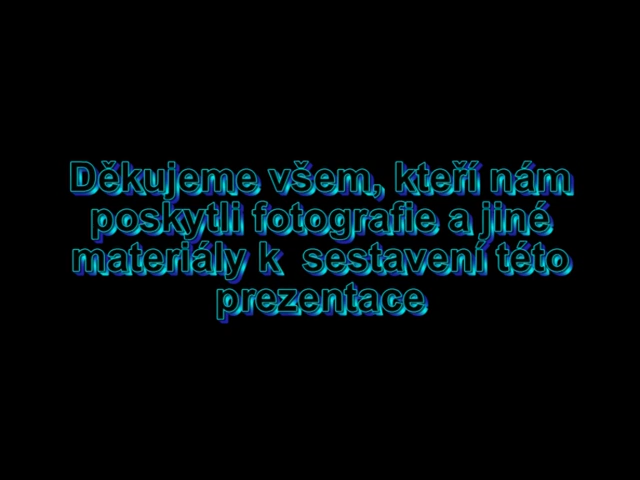 Děkujeme všem, kteří nám
poskytli fotografie a jiné
materiály k  sestavení této
prezentace